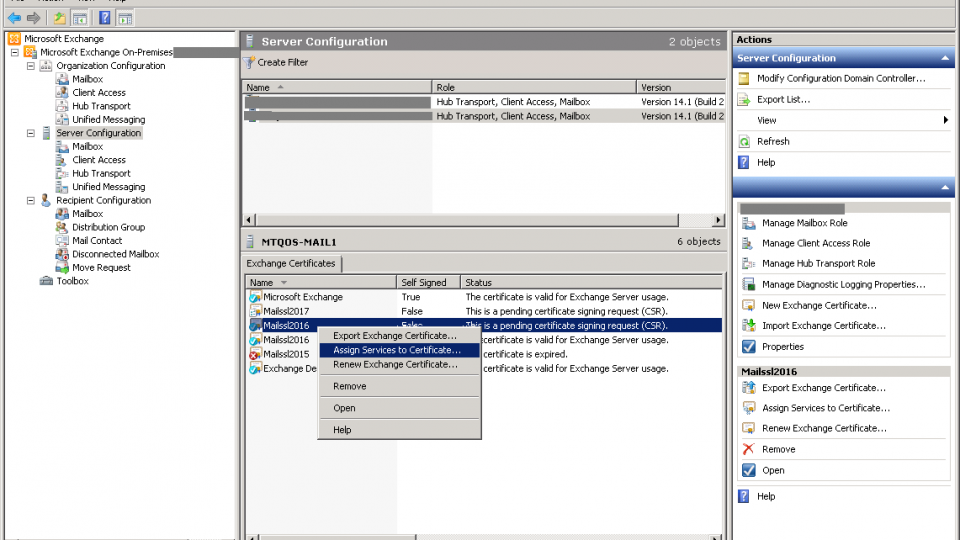 Microsoft Exchange
Microsoft Exchange On-Premises
Organization Configuration
Mailbox
Client Access
Hub Transport
Unified Messaging
Server Configuration
Mailbox
Client Access
Hub Transport
Unified Messaging
Recipient Configuration
Mailbox
Distribution Group
Mail Contact
Disconnected Mailbox
Move Request
Toolbox
Server Configuration 2 objects
Create Filter
Name Role Version
Hub Transport, Client Access, Mailbox Version 14.1 (Build 2
Hub Transport, Client Access, Mailbox Version 14.1 (Build 2
MTQOS-MAIL1 6 objects
Exchange Certificates
Name Self Signed Status
Microsoft Exchange True The certificate is valid for Exchange Server usage.
Mailssl2017 False This is a pending certificate signing request (CSR).
Mailssl2016 False This is a pending certificate signing request (CSR).
Mailssl2016 certificate is valid for Exchange Server usage.
Mailssl2015 certificate is expired.
Exchange De certificate is valid for Exchange Server usage.
Export Exchange Certificate...
Assign Services to Certificate...
Renew Exchange Certificate...
Remove
Open
Help
Actions
Server Configuration
Modify Configuration Domain Controller...
Export List...
View
Refresh
Help
Manage Mailbox Role
Manage Client Access Role
Manage Hub Transport Role
Manage Diagnostic Logging Properties...
New Exchange Certificate...
Import Exchange Certificate...
Properties
Mailssl2016
Export Exchange Certificate...
Assign Services to Certificate...
Renew Exchange Certificate...
Remove
Open
Help